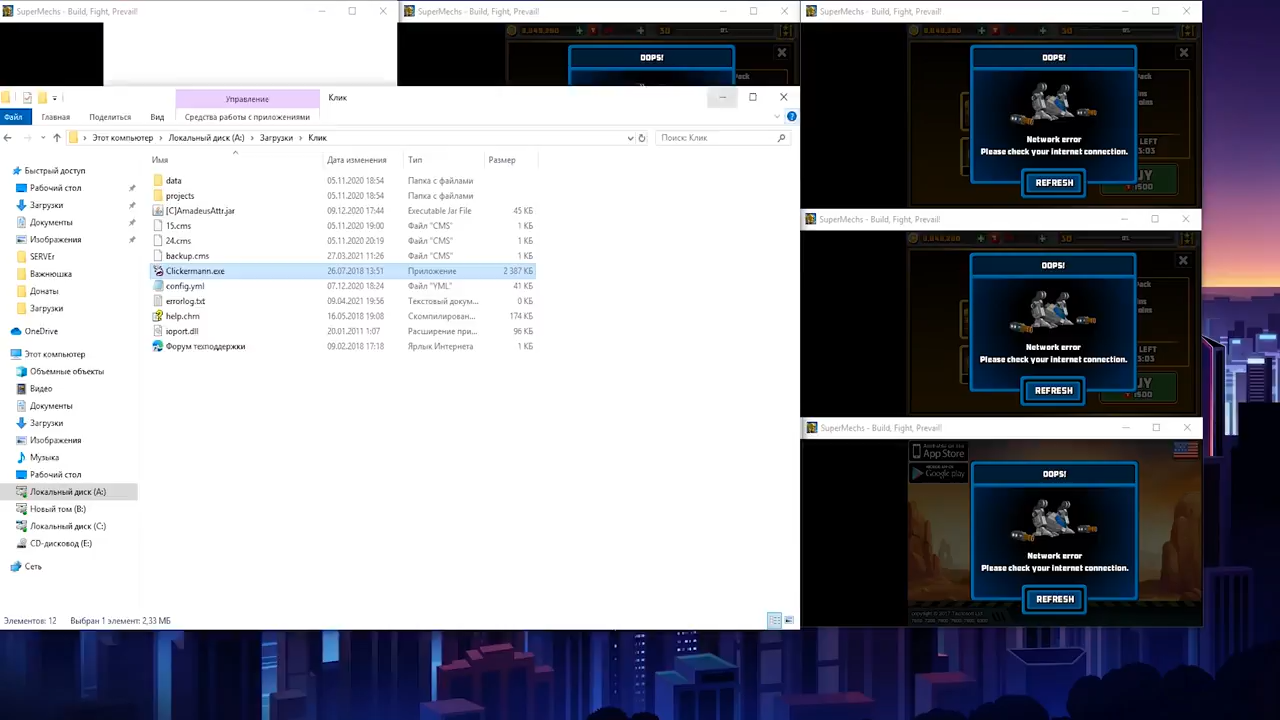 SuperMechs - Build, Fight, Prevail!
SuperMechs - Build, Fight, Prevail!
SuperMechs - Build, Fight, Prevail!
OOPS!
Управление
Клик
Файл
Главная
Поделиться
Вид
Средства работы с приложениями
Этот компьютер > Локальный диск (A:) > Загрузки > Клик
Поиск: Клик
Имя Дата изменения Тип Размер
data 05.11.2020 18:54 Папка с файлами
projects 05.11.2020 18:54 Папка с файлами
[C]AmadeusAttr.jar 09.12.2020 17:44 Executable Jar File 45 КБ
15.cms 05.11.2020 19:00 Файл "CMS" 1 КБ
24.cms 05.11.2020 20:19 Файл "CMS" 1 КБ
backup.cms 27.03.2021 11:26 Файл "CMS" 1 КБ
Clickermann.exe 26.07.2018 13:51 Приложение 2 387 КБ
config.yml 07.12.2020 18:24 Файл "YML" 41 КБ
errorlog.txt 09.04.2021 19:56 Текстовый докум... 0 КБ
help.chm 16.05.2018 19:08 Скомпилирован... 174 КБ
ioport.dll 20.01.2011 1:07 Расширение при... 96 КБ
Форум техподдержки 09.02.2018 17:18 Ярлык Интернета 1 КБ
Быстрый доступ
Рабочий стол
Загрузки
Документы
Изображения
SERVEr
Важнюшка
Донаты
Загрузки
OneDrive
Этот компьютер
Объемные объекты
Видео
Документы
Загрузки
Изображения
Музыка
Рабочий стол
Локальный диск (A:)
Новый том (B:)
Локальный диск (C:)
CD-дисковод (E:)
Сеть
Элементов: 12
Выбран 1 элемент: 2,33 МБ
OOPS!
Network error
Please check your internet connection.
REFRESH
SuperMechs - Build, Fight, Prevail!
OOPS!
Network error
Please check your internet connection.
REFRESH
SuperMechs - Build, Fight, Prevail!
App Store
Google play
OOPS!
Network error
Please check your internet connection.
REFRESH